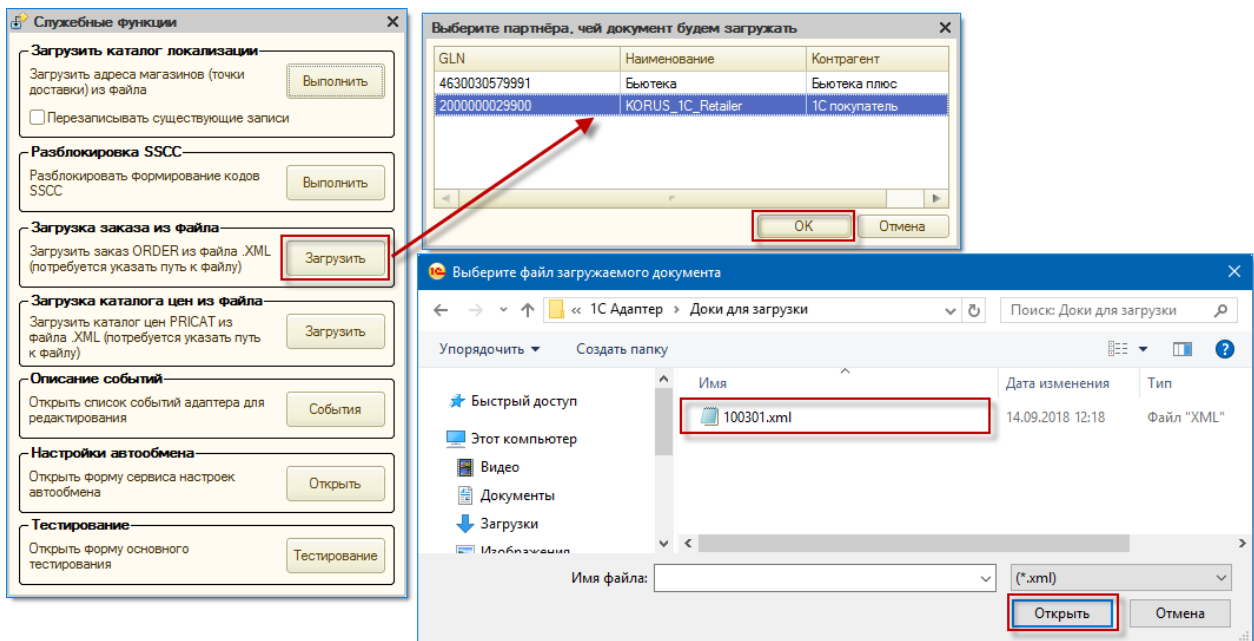 Служебные функции
Загрузить каталог локализации
Загрузить адреса магазинов (точки
доставки) из файла
Выполнить
Перезаписывать существующие записи
Разблокировка SSCC
Разблокировать формирование кодов
SSCC
Выполнить
Загрузка заказа из файла
Загрузить заказ ORDER из файла .XML
(потребуется указать путь к файлу)
Загрузить
Загрузка каталога цен из файла
Загрузить каталог цен PRICAT из
файла .XML (потребуется указать путь
к файлу)
Загрузить
Описание событий
Открыть список событий адаптера для
редактирования
События
Настройки автообмена
Открыть форму сервиса настроек
автообмена
Открыть
Тестирование
Открыть форму основного
тестирования
Тестирование
Выберите партнёра, чей документ будем загружать
GLN Наименование Контрагент
4630030579991 Бьютека Бьютека плюс
2000000029900 KORUS_1C_Retailer 1С покупатель
OK Отмена
Выберите файл загружаемого документа
« 1С Адаптер › Доки для загрузки
Поиск: Доки для загрузки
Упорядочить Создать папку
Имя Дата изменения Тип
Быстрый доступ
100301.xml 14.09.2018 12:18 Файл "XML"
Этот компьютер
Видео
Документы
Загрузки
Изображения
Имя файла: (*.xml)
Открыть Отмена